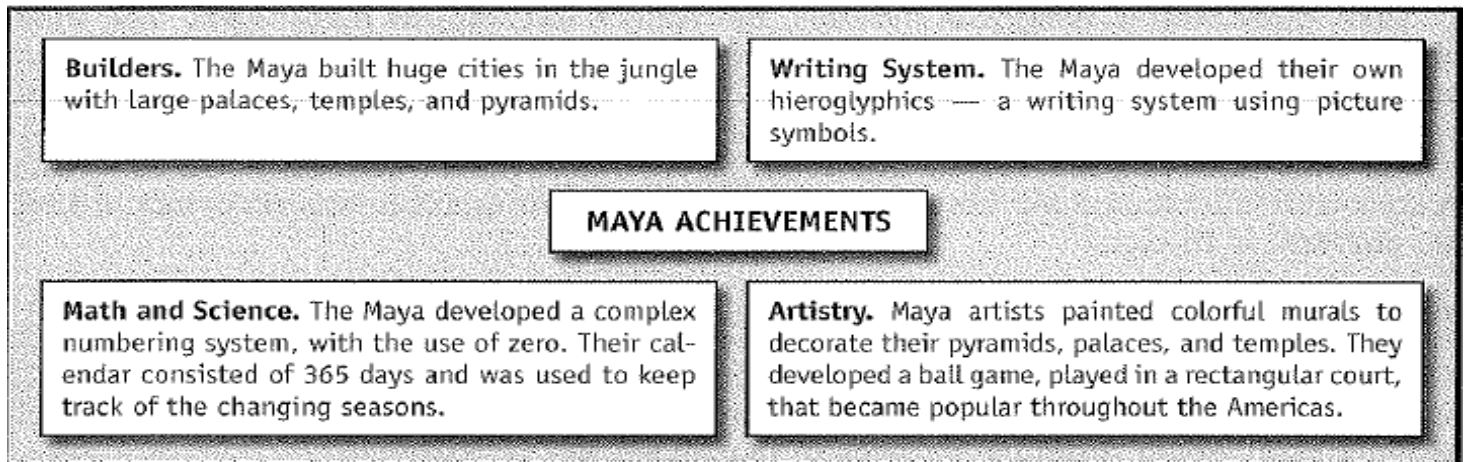 Builders. The Maya built huge cities in the jungle
with large palaces, temples, and pyramids.
Writing System. The Maya developed their own
hieroglyphics — a writing system using picture
symbols.
MAYA ACHIEVEMENTS
Math and Science. The Maya developed a complex
numbering system, with the use of zero. Their cal-
endar consisted of 365 days and was used to keep
track of the changing seasons.
Artistry. Maya artists painted colorful murals to
decorate their pyramids, palaces, and temples. They
developed a ball game, played in a rectangular court,
that became popular throughout the Americas.